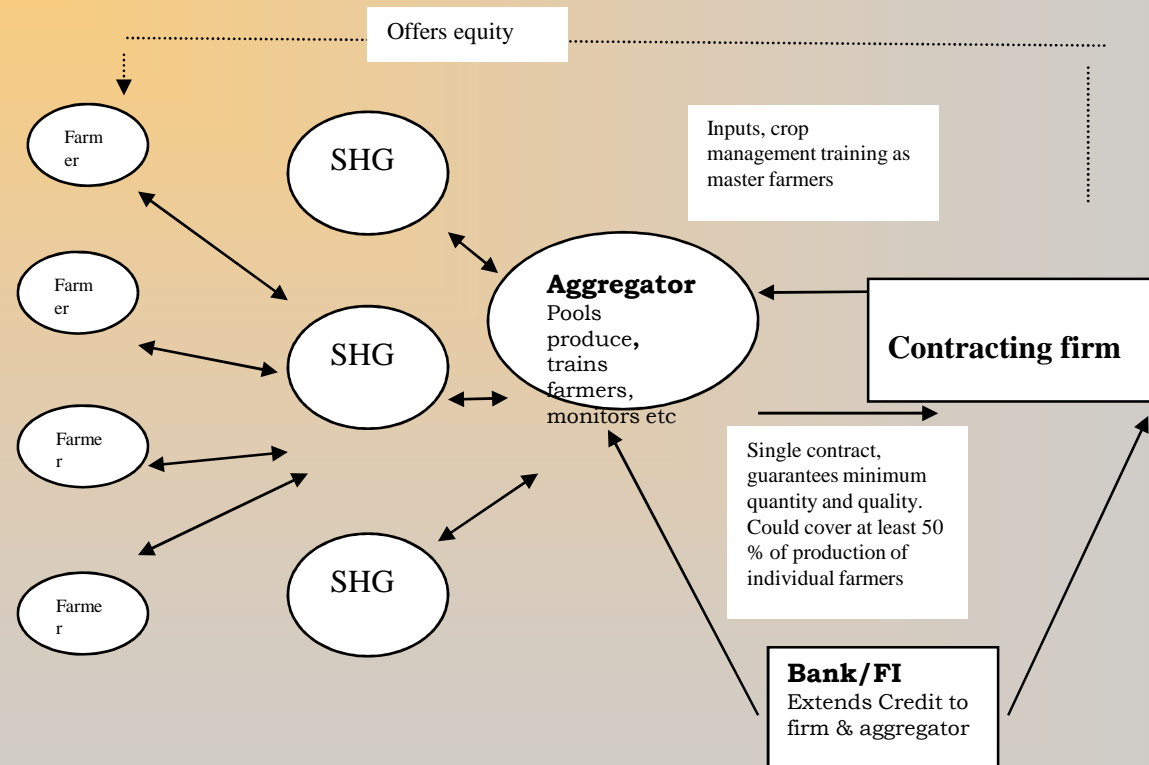 Offers equity
Farm
er
SHG
Inputs, crop
management training as
master farmers
Farm
er
SHG
Aggregator
Pools
produce,
trains
farmers,
monitors etc
Contracting firm
Farme
r
Single contract,
guarantees minimum
quantity and quality.
Could cover at least 50
% of production of
individual farmers
Farme
r
SHG
Bank/FI
Extends Credit to
firm & aggregator